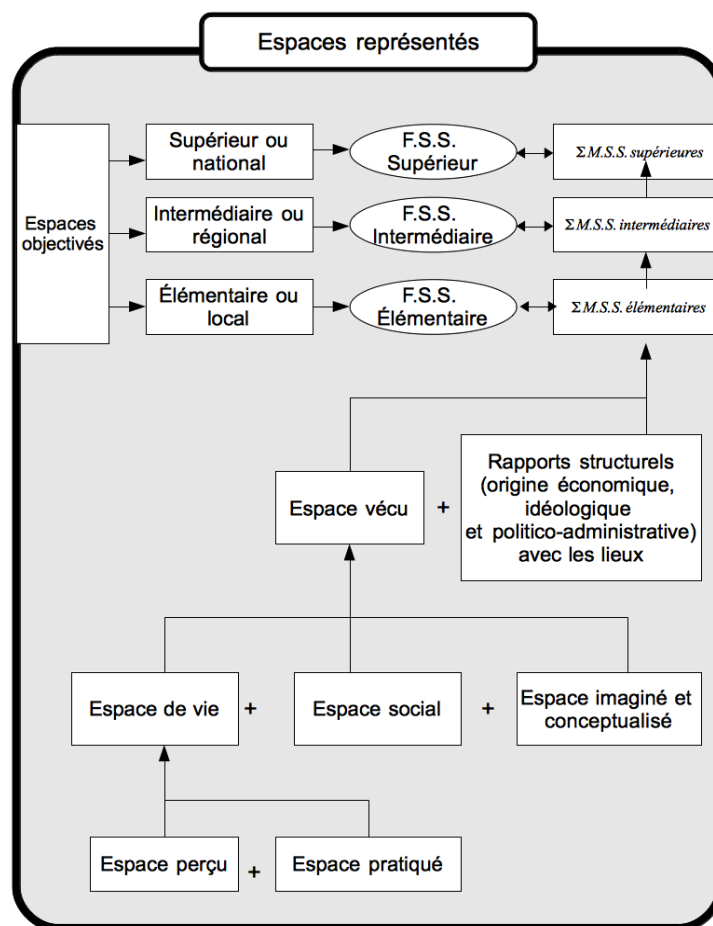 Espaces représentés
Espaces
objectivés
Supérieur ou
national
F.S.S.
Supérieur
ΣM.S.S. supérieures
Intermédiaire ou
régional
F.S.S.
Intermédiaire
ΣM.S.S. intermédiaires
Élémentaire ou
local
F.S.S.
Élémentaire
ΣM.S.S. élémentaires
Espace vécu
+
Rapports structurels
(origine économique,
idéologique
et politico-administrative)
avec les lieux
Espace de vie
+
Espace social
+
Espace imaginé et
conceptualisé
Espace perçu
+
Espace pratiqué